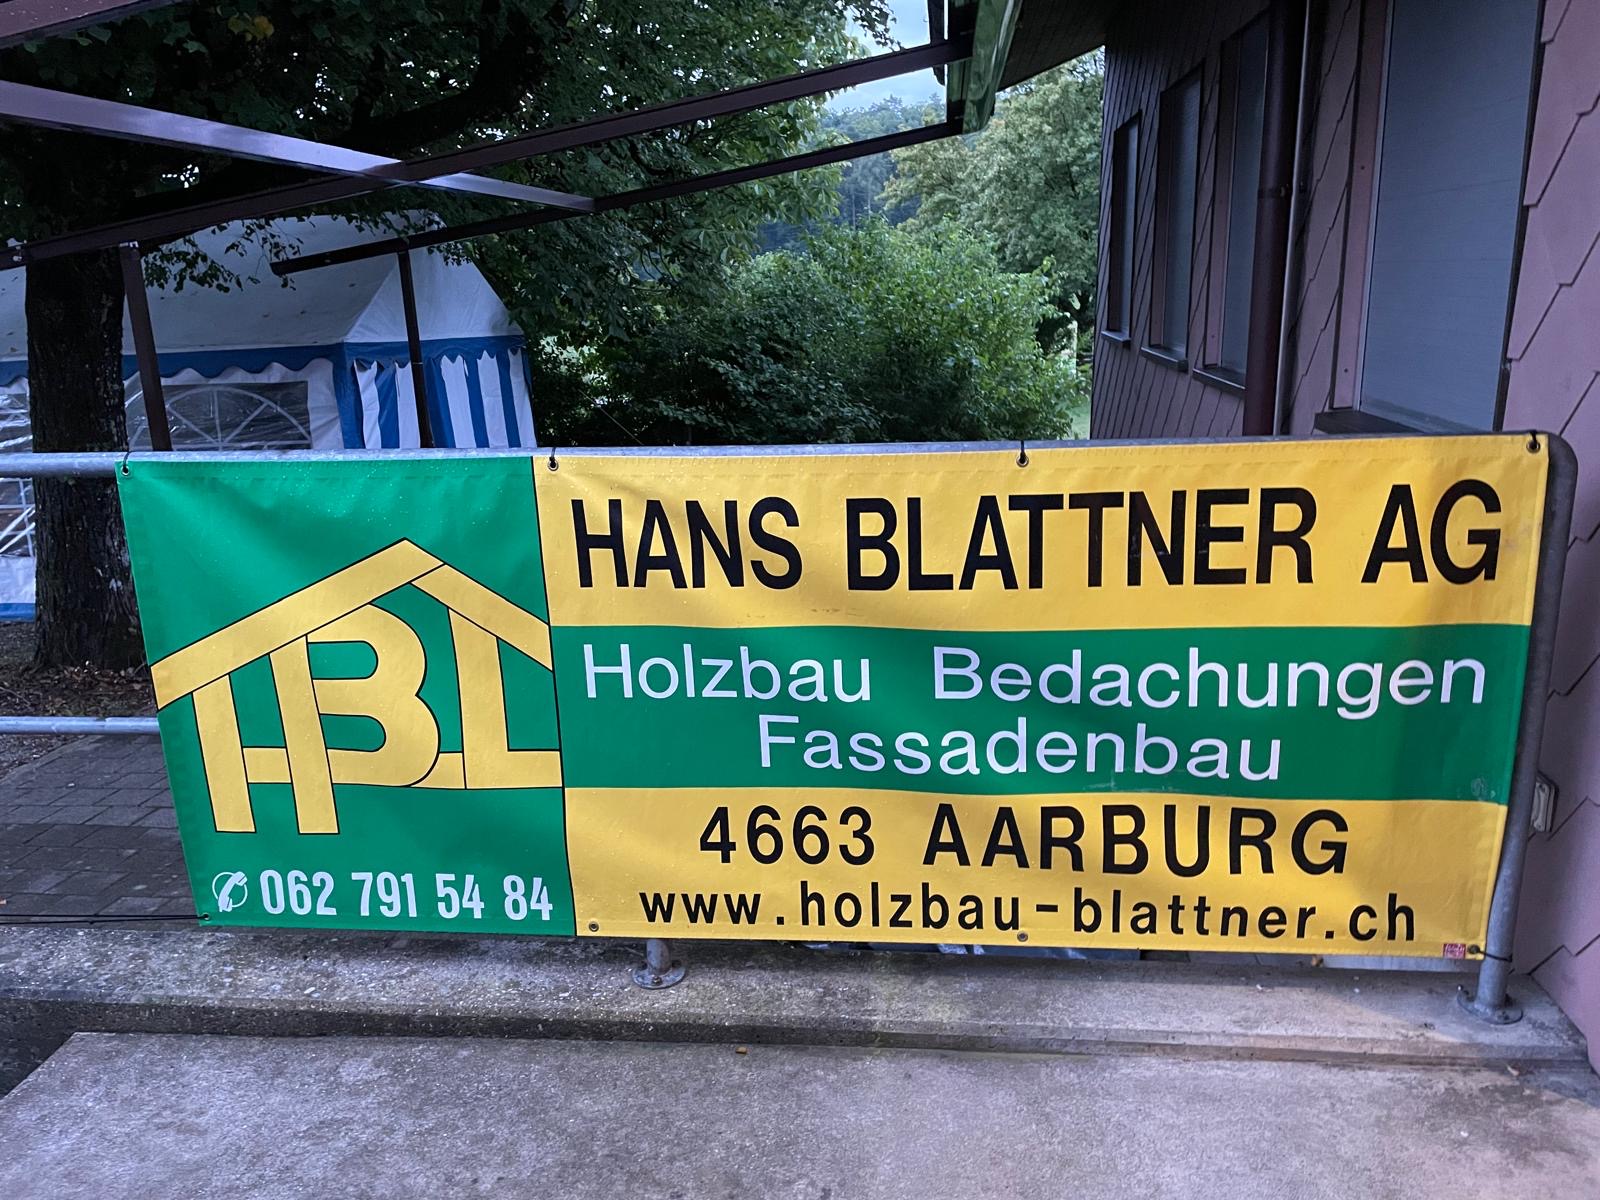 HBL
062 791 54 84
HANS BLATTNER AG
Holzbau Bedachungen
Fassadenbau
4663 AARBURG
www.holzbau-blattner.ch